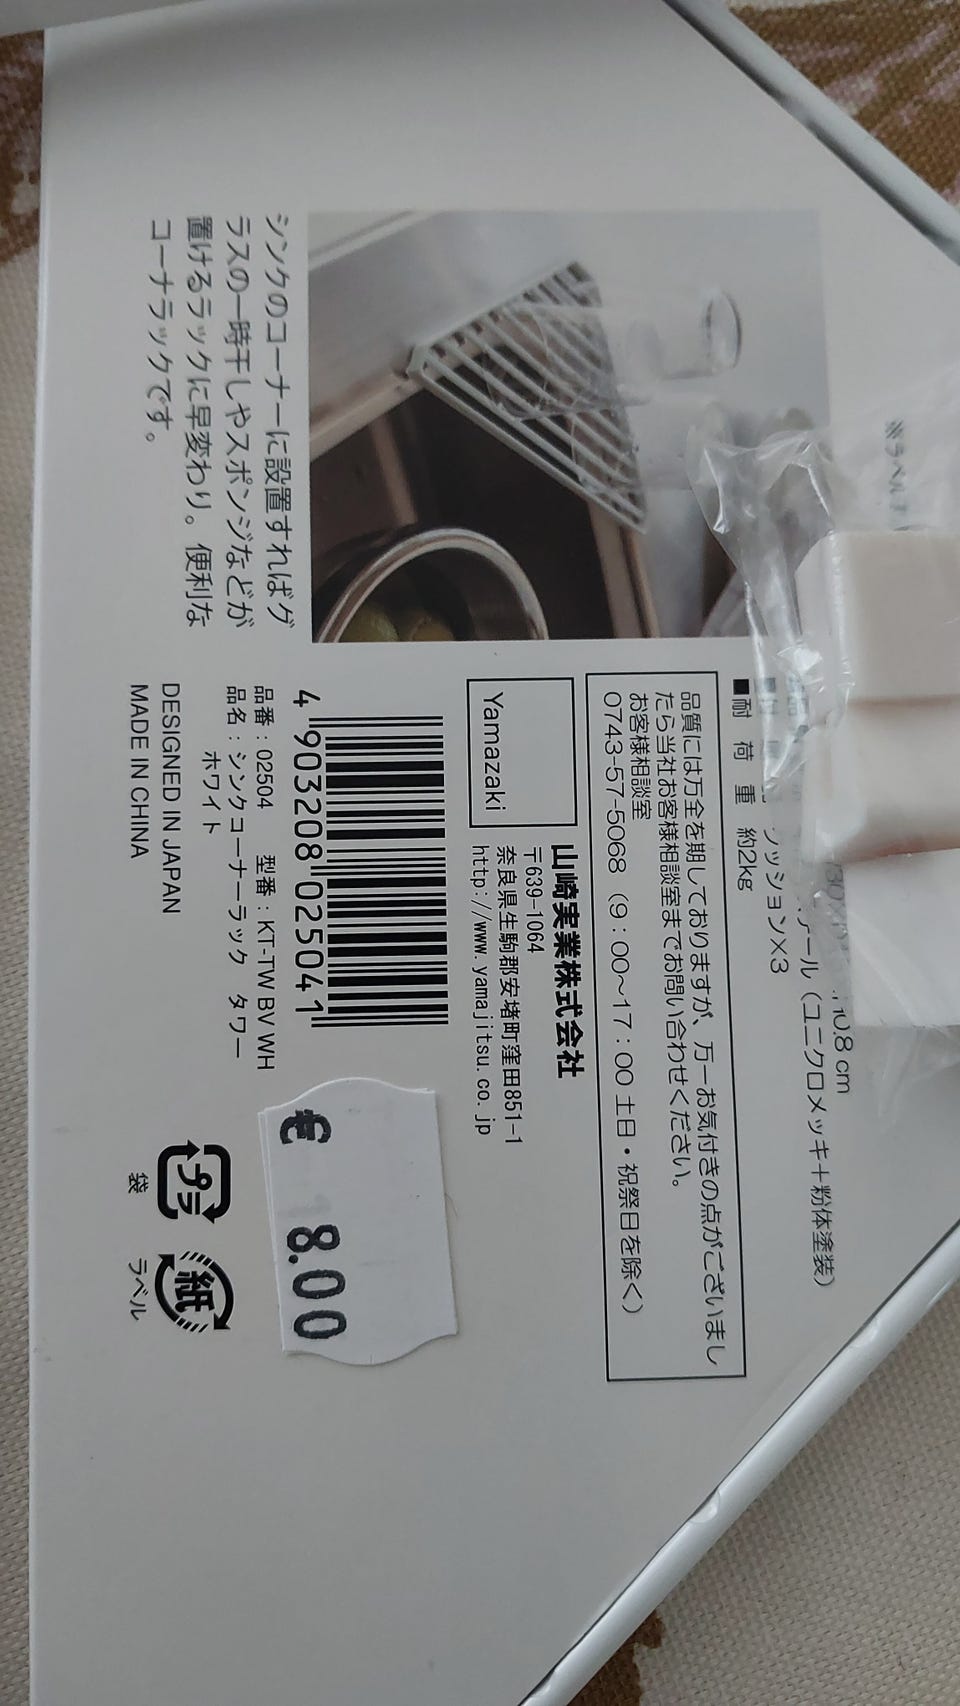 シンクのコーナーに設置すればグ
ラスの一時干しやスポンジなどが
置けるラックに早変わり。便利な
コーナラックです。
※ラベル
h0.8 cm
ール（ユニクロメッキ＋粉体塗装）
ッション×3
■耐 荷 重 約2kg
品質には万全を期しておりますが、万一お気付きの点がございまし
たら当社お客様相談室までお問い合わせください。
お客様相談室
0743-57-5068（9：00〜17：00 土日・祝祭日を除く）
Yamazaki
山崎実業株式会社
〒639-1064
奈良県生駒郡安堵町窪田851-1
http://www.yamajitsu.co.jp
4 903208 025041
品番：02504 型番：KT-TW BV WH
品名：シンクコーナーラック タワー
ホワイト
DESIGNED IN JAPAN
MADE IN CHINA
€ 18.00
プラ
袋
紙
ラベル